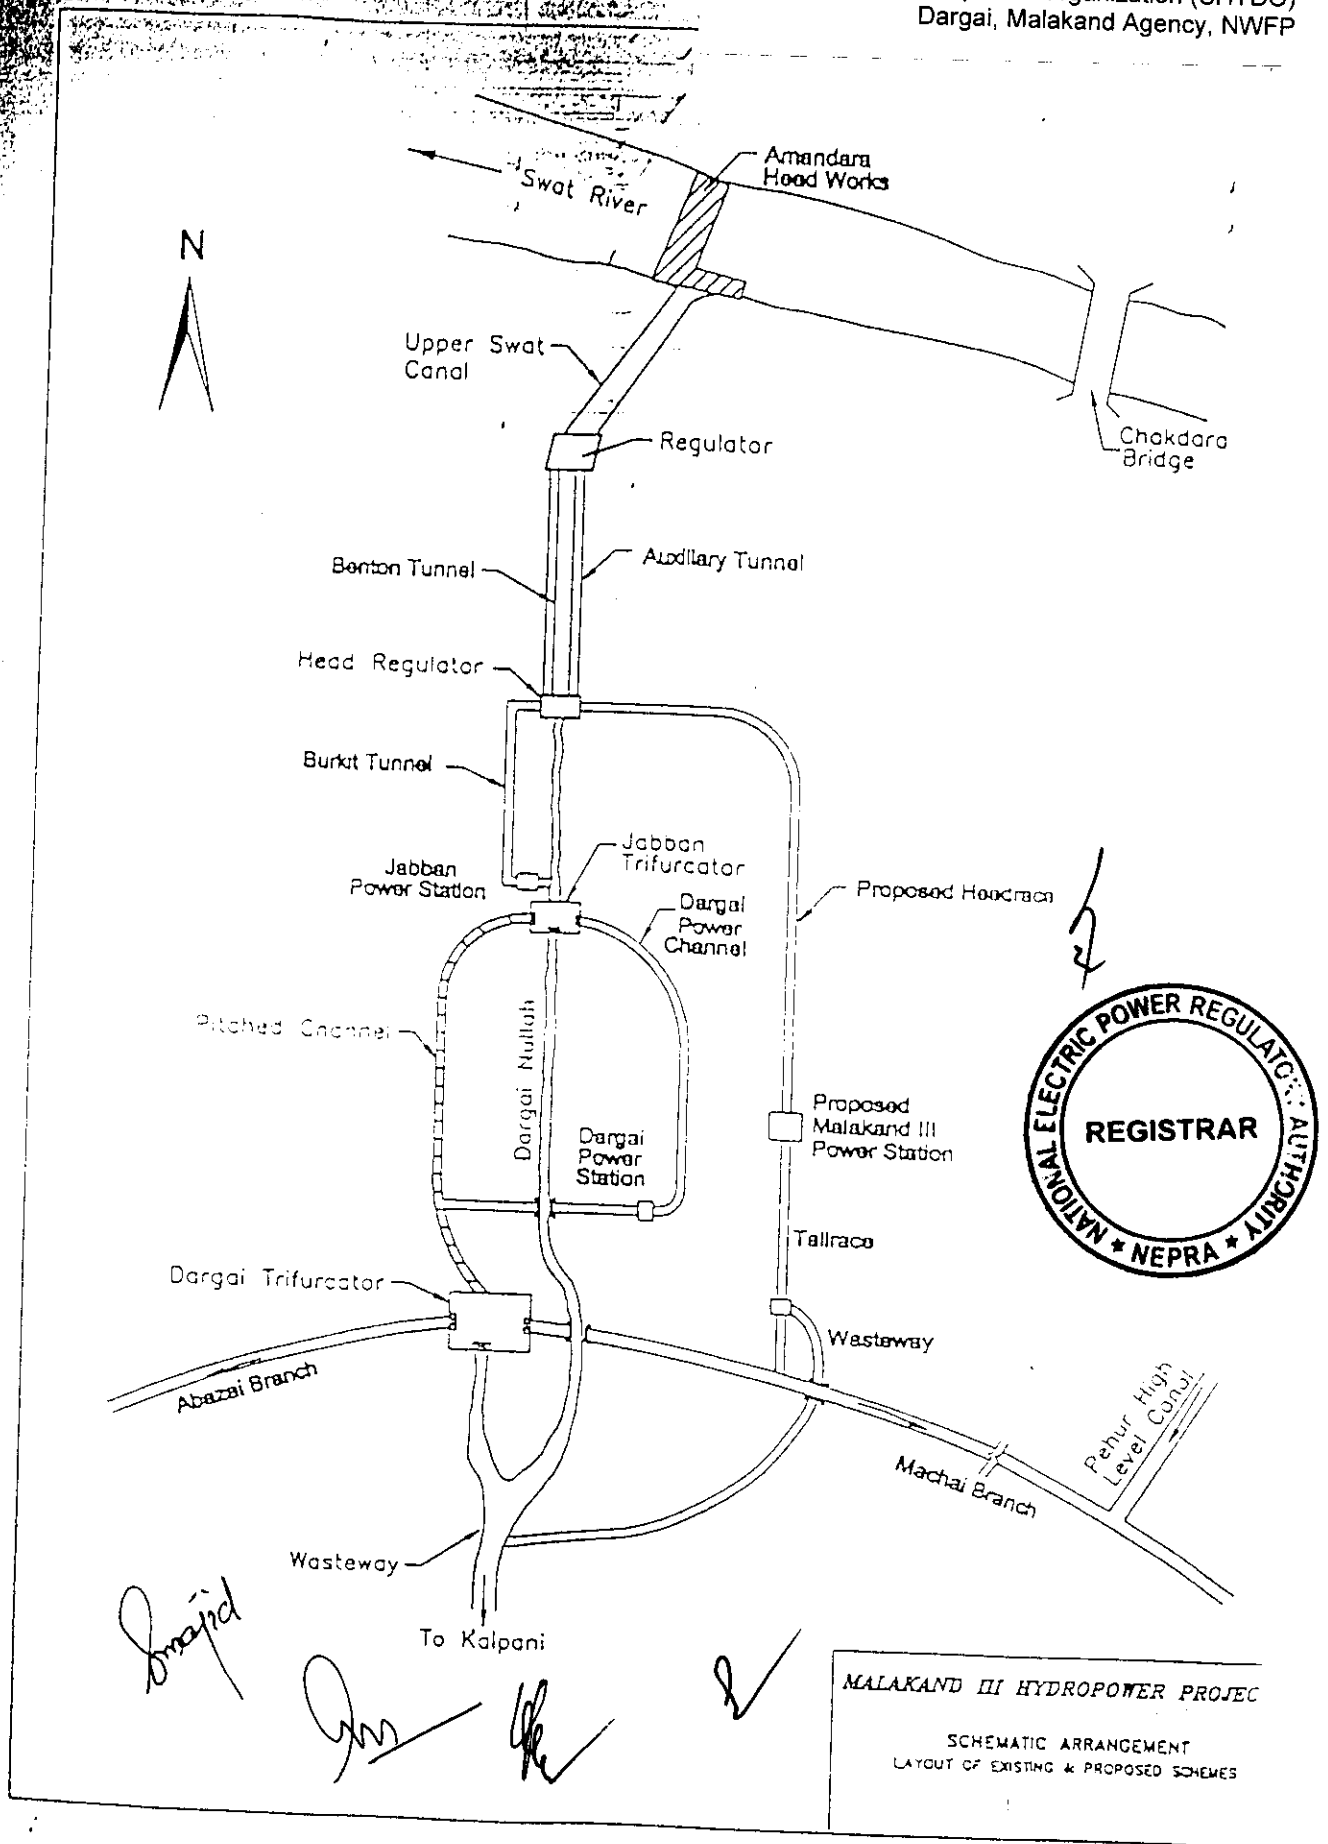 Dargai, Malakand Agency, NWFP
Amandara
Head Works
Swat River
N
Upper Swat
Canal
Regulator
Chakdara
Bridge
Benton Tunnel
Auxillary Tunnel
Head Regulator
Burkit Tunnel
Jabban
Trifurcator
Jabban
Power Station
Dargai
Power
Channel
Proposed Headrace
Pitched Channel
Dargai Nullah
Proposed
Malakand III
Power Station
Dargai
Power
Station
NATIONAL ELECTRIC POWER REGULATORY AUTHORITY
REGISTRAR
★ NEPRA ★
Tailrace
Dargai Trifurcator
Wasteway
Abazai Branch
Pehur High
Level Canal
Machai Branch
Wasteway
To Kalpani
Smajid
MALAKAND III HYDROPOWER PROJEC
SCHEMATIC ARRANGEMENT
LAYOUT OF EXISTING & PROPOSED SCHEMES